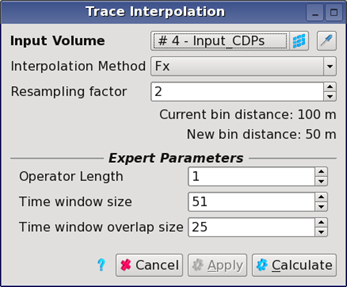 Trace Interpolation
Input Volume # 4 - Input_CDPs
Interpolation Method Fx
Resampling factor 2
Current bin distance: 100 m
New bin distance: 50 m
Expert Parameters
Operator Length 1
Time window size 51
Time window overlap size 25
? Cancel Apply Calculate